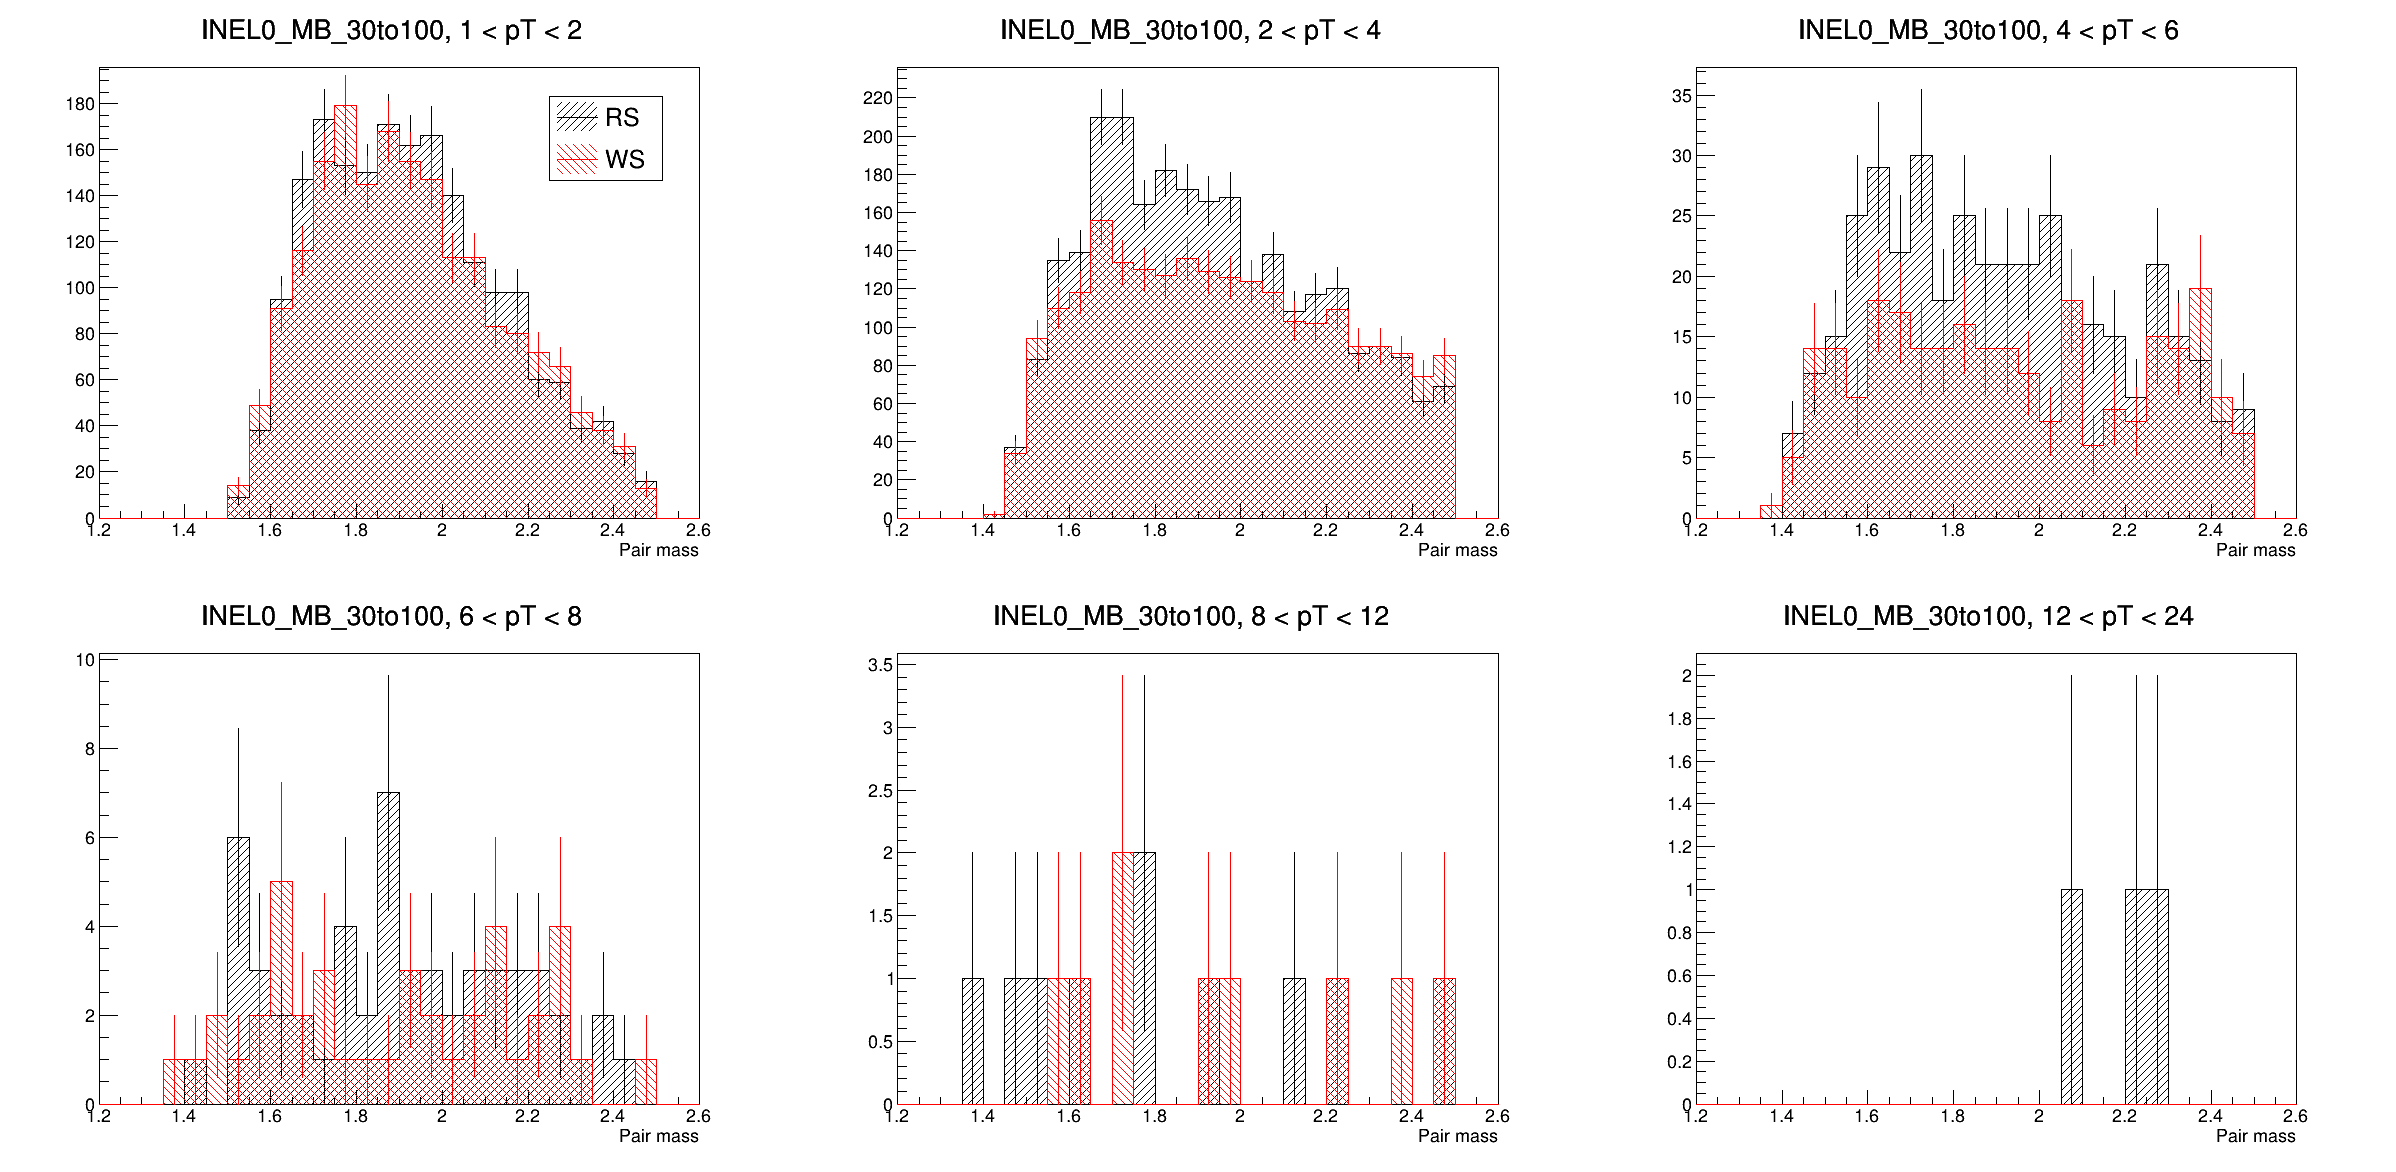 INEL0_MB_30to100, 1 < pT < 2
180
160
140
120
100
80
60
40
20
0
1.2 1.4 1.6 1.8 2 2.2 2.4 2.6
Pair mass
RS
WS
INEL0_MB_30to100, 2 < pT < 4
220
200
180
160
140
120
100
80
60
40
20
0
1.2 1.4 1.6 1.8 2 2.2 2.4 2.6
Pair mass
INEL0_MB_30to100, 4 < pT < 6
35
30
25
20
15
10
5
0
1.2 1.4 1.6 1.8 2 2.2 2.4 2.6
Pair mass
INEL0_MB_30to100, 6 < pT < 8
10
8
6
4
2
0
1.2 1.4 1.6 1.8 2 2.2 2.4 2.6
Pair mass
INEL0_MB_30to100, 8 < pT < 12
3.5
3
2.5
2
1.5
1
0.5
0
1.2 1.4 1.6 1.8 2 2.2 2.4 2.6
Pair mass
INEL0_MB_30to100, 12 < pT < 24
2
1.8
1.6
1.4
1.2
1
0.8
0.6
0.4
0.2
0
1.2 1.4 1.6 1.8 2 2.2 2.4 2.6
Pair mass